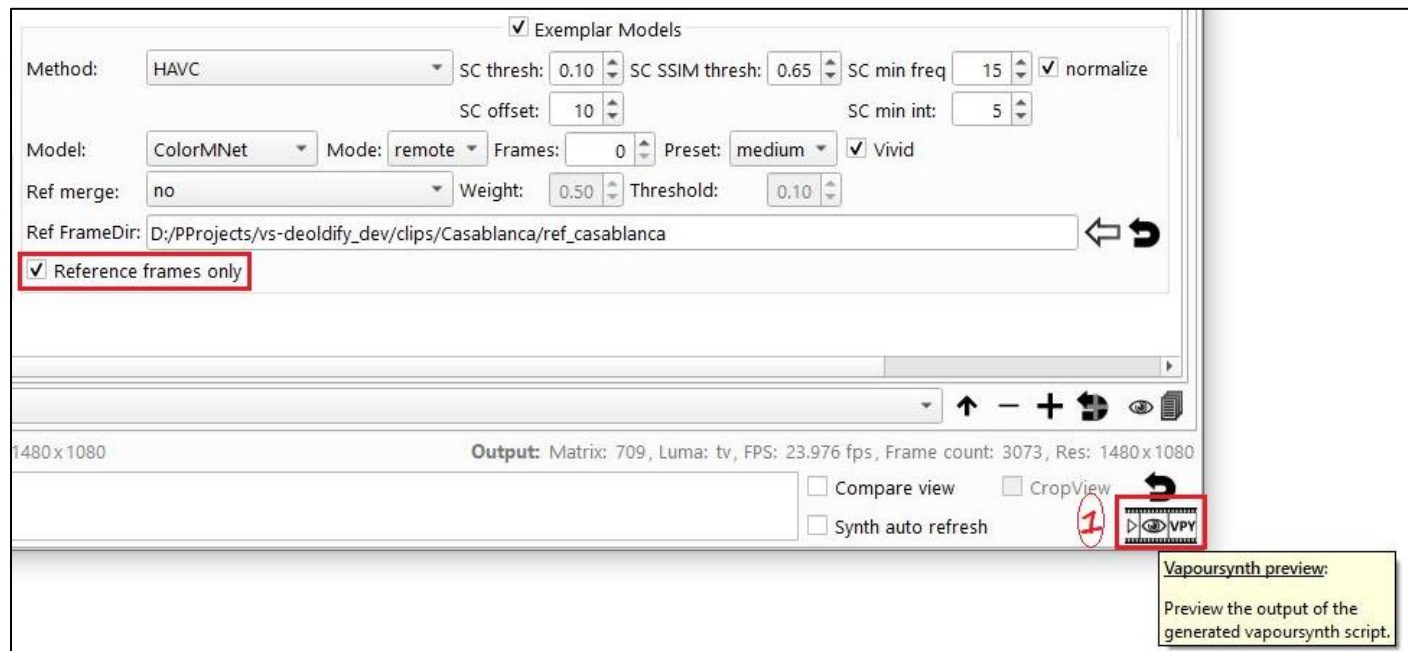 Exemplar Models
Method: HAVC SC thresh: 0.10 SC SSIM thresh: 0.65 SC min freq 15 normalize
SC offset: 10 SC min int: 5
Model: ColorMNet Mode: remote Frames: 0 Preset: medium Vivid
Ref merge: no Weight: 0.50 Threshold: 0.10
Ref FrameDir: D:/PProjects/vs-deoldify_dev/clips/Casablanca/ref_casablanca
Reference frames only
1480x1080 Output: Matrix: 709, Luma: tv, FPS: 23.976 fps, Frame count: 3073, Res: 1480x1080
Compare view CropView
Synth auto refresh 1 VPY
Vapoursynth preview:
Preview the output of the
generated vapoursynth script.